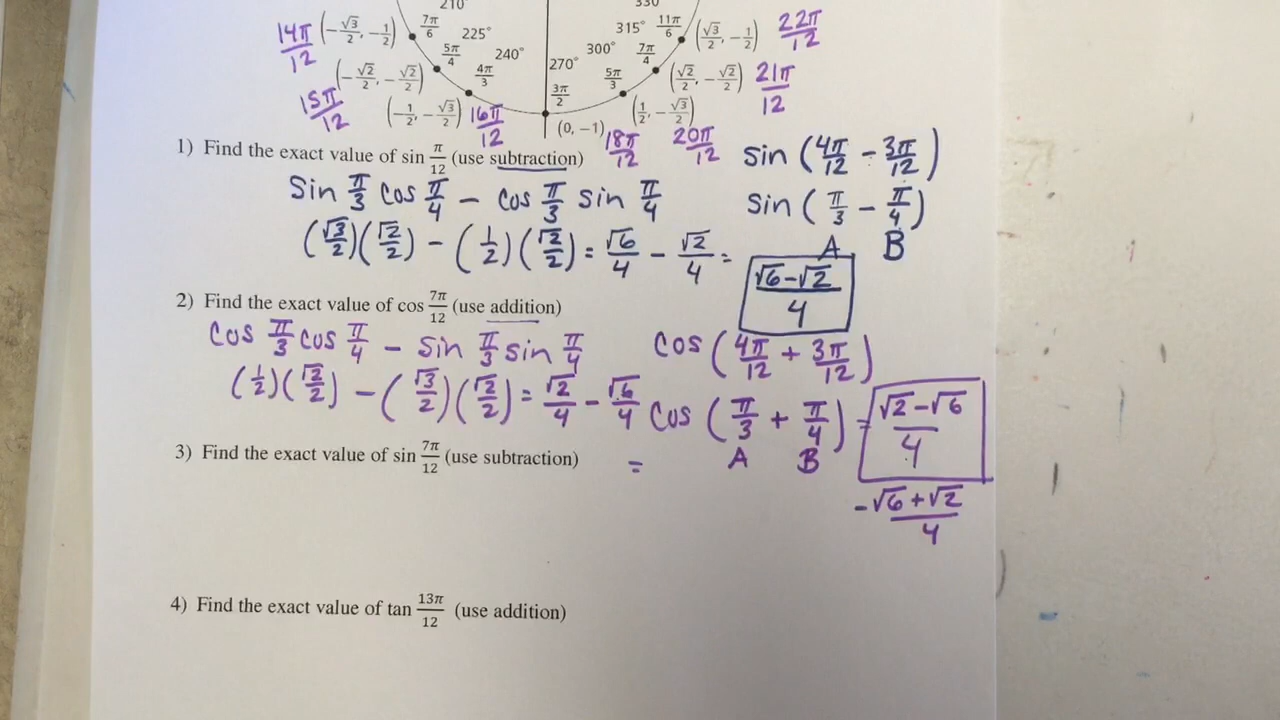 210° 330°
14π/12 (−√3/2, −1/2) 7π/6 225° 315° 11π/6 (√3/2, −1/2) 22π/12
5π/4 240° 270° 300° 7π/4
15π/12 (−√2/2, −√2/2) 4π/3 3π/2 5π/3 (√2/2, −√2/2) 21π/12
(−1/2, −√3/2) 16π/12 (0, −1) 18π/12 (1/2, −√3/2) 20π/12
1) Find the exact value of sin π/12 (use subtraction) sin (4π/12 − 3π/12)
sin π/3 cos π/4 − cos π/3 sin π/4 sin (π/3 − π/4)
A B
(√3/2)(√2/2) − (1/2)(√2/2) = √6/4 − √2/4 = (√6−√2)/4
2) Find the exact value of cos 7π/12 (use addition)
cos π/3 cos π/4 − sin π/3 sin π/4 cos (4π/12 + 3π/12)
(1/2)(√2/2) − (√3/2)(√2/2) = √2/4 − √6/4 cos (π/3 + π/4) = (√2−√6)/4
3) Find the exact value of sin 7π/12 (use subtraction) = A B
(−√6+√2)/4
4) Find the exact value of tan 13π/12 (use addition)